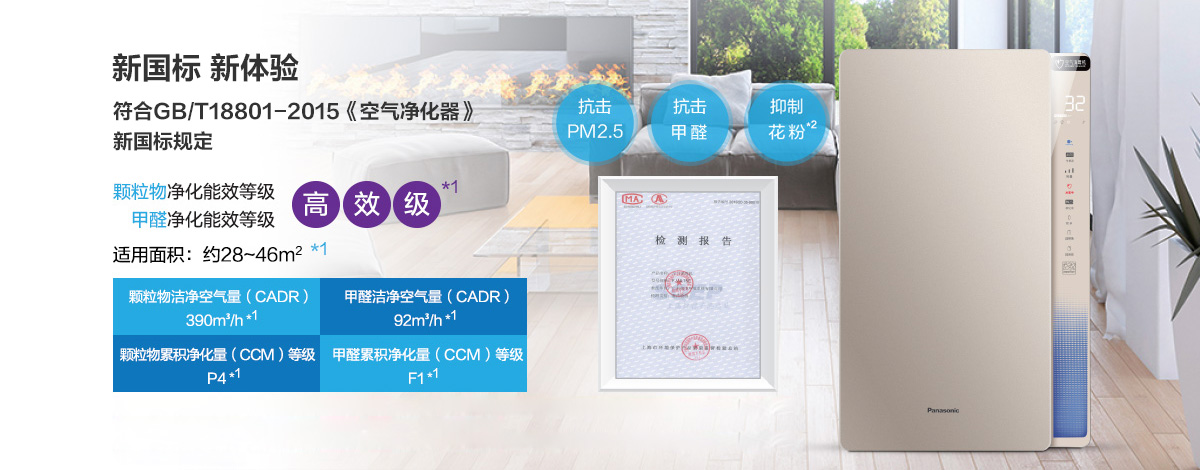 新国标 新体验
符合GB/T18801-2015《空气净化器》
新国标规定
颗粒物净化能效等级
甲醛净化能效等级
高效级*1
适用面积：约28~46m² *1
颗粒物洁净空气量（CADR）
390m³/h *1
甲醛洁净空气量（CADR）
92m³/h *1
颗粒物累积净化量（CCM）等级
P4 *1
甲醛累积净化量（CCM）等级
F1 *1
抗击
PM2.5
抗击
甲醛
抑制
花粉*2
MA
检测报告
32
Panasonic